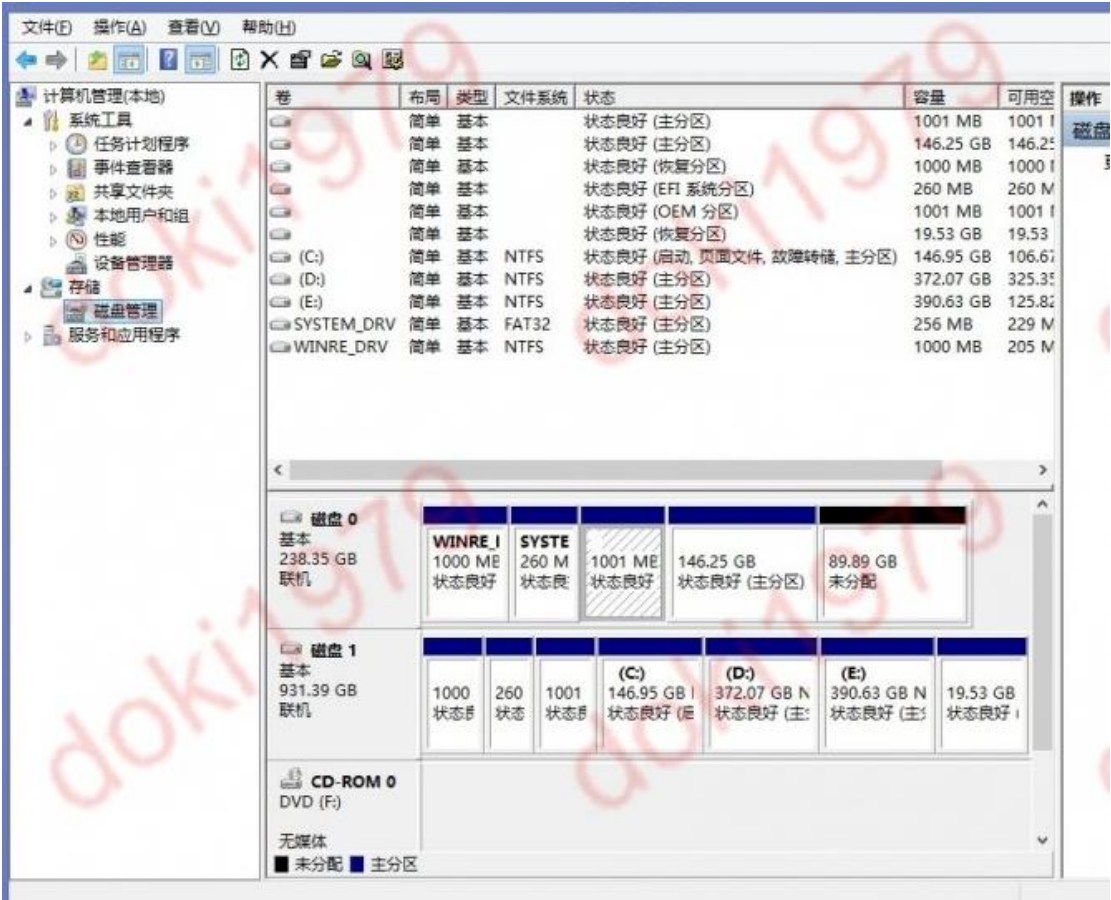 文件(F) 操作(A) 查看(V) 帮助(H)
计算机管理(本地)
系统工具
任务计划程序
事件查看器
共享文件夹
本地用户和组
性能
设备管理器
存储
磁盘管理
服务和应用程序
卷 布局 类型 文件系统 状态 容量 可用空
简单 基本 状态良好 (主分区) 1001 MB 1001
简单 基本 状态良好 (主分区) 146.25 GB 146.25
简单 基本 状态良好 (恢复分区) 1000 MB 1000
简单 基本 状态良好 (EFI 系统分区) 260 MB 260 M
简单 基本 状态良好 (OEM 分区) 1001 MB 1001
简单 基本 状态良好 (恢复分区) 19.53 GB 19.53
(C:) 简单 基本 NTFS 状态良好 (启动, 页面文件, 故障转储, 主分区) 146.95 GB 106.67
(D:) 简单 基本 NTFS 状态良好 (主分区) 372.07 GB 325.35
(E:) 简单 基本 NTFS 状态良好 (主分区) 390.63 GB 125.82
SYSTEM_DRV 简单 基本 FAT32 状态良好 (主分区) 256 MB 229 M
WINRE_DRV 简单 基本 NTFS 状态良好 (主分区) 1000 MB 205 M
操作
磁盘
磁盘 0
基本
238.35 GB
联机
WINRE_ SYSTE
1000 MB 260 M 1001 ME 146.25 GB 89.89 GB
状态良好 状态良 状态良好 状态良好 (主分区) 未分配
磁盘 1
基本
931.39 GB
联机
(C:) (D:) (E:)
1000 260 1001 146.95 GB 372.07 GB N 390.63 GB N 19.53 GB
状态 状态 状态 状态良好 状态良好 (主 状态良好 (主 状态良好
CD-ROM 0
DVD (F:)
无媒体
未分配 主分区
doki1979
doki1979
doki1979
doki1979